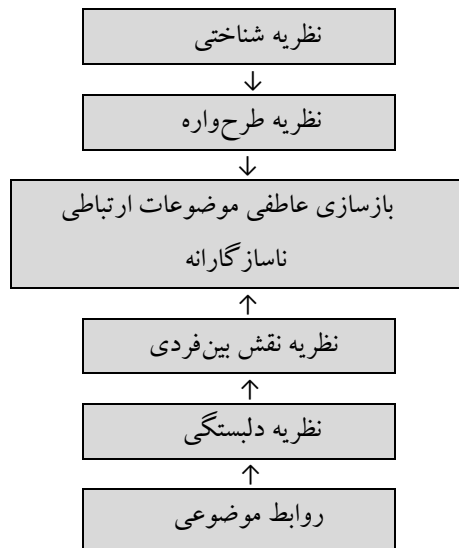 نظریه شناختی
↓
نظریه طرح‌واره
↓
بازسازی عاطفی موضوعات ارتباطی
ناسازگارانه
↑
نظریه نقش بین‌فردی
↑
نظریه دلبستگی
↑
روابط موضوعی